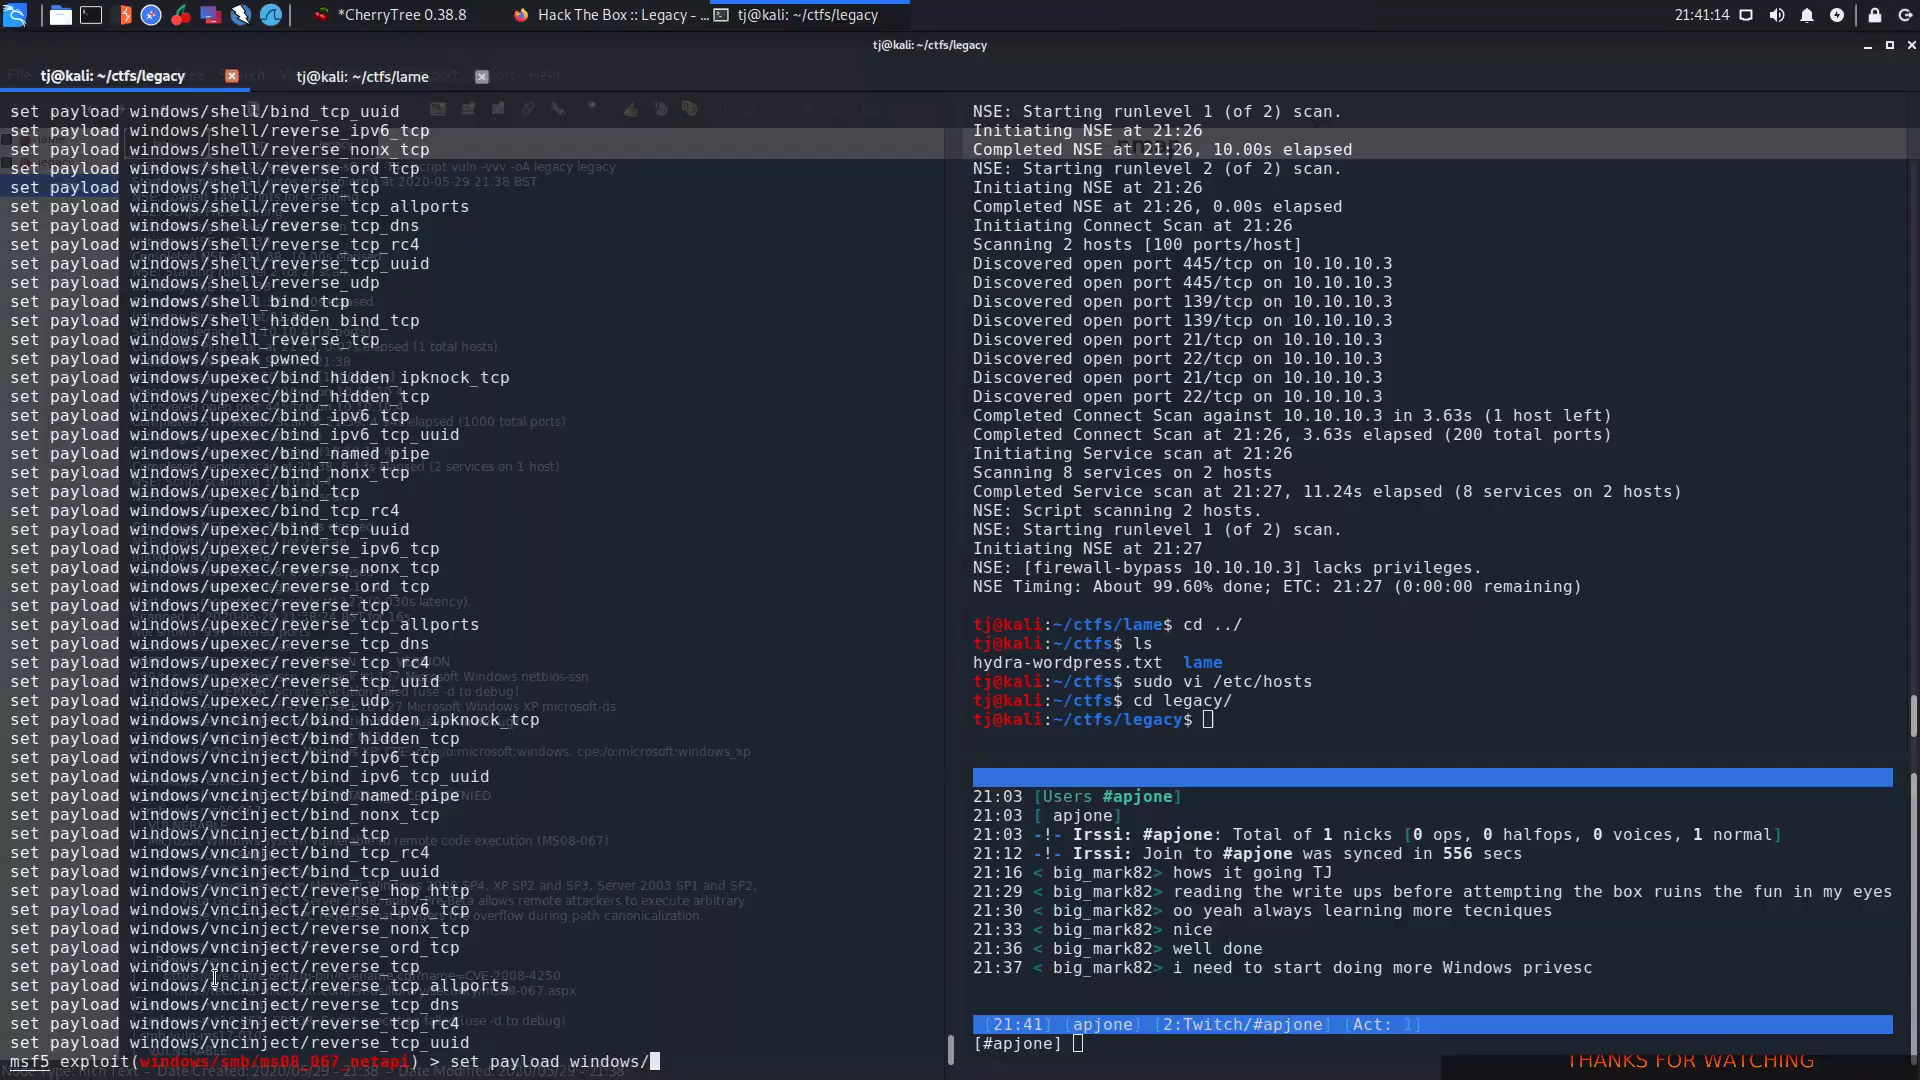 *CherryTree 0.38.8
Hack The Box :: Legacy - ...
tj@kali: ~/ctfs/legacy
21:41:14
tj@kali: ~/ctfs/legacy
tj@kali: ~/ctfs/legacy
tj@kali: ~/ctfs/lame
set payload windows/shell/bind_tcp_uuid
set payload windows/shell/reverse_ipv6_tcp
set payload windows/shell/reverse_nonx_tcp
set payload windows/shell/reverse_ord_tcp
set payload windows/shell/reverse_tcp
set payload windows/shell/reverse_tcp_allports
set payload windows/shell/reverse_tcp_dns
set payload windows/shell/reverse_tcp_rc4
set payload windows/shell/reverse_tcp_uuid
set payload windows/shell/reverse_udp
set payload windows/shell_bind_tcp
set payload windows/shell_hidden_bind_tcp
set payload windows/shell_reverse_tcp
set payload windows/speak_pwned
set payload windows/upexec/bind_hidden_ipknock_tcp
set payload windows/upexec/bind_hidden_tcp
set payload windows/upexec/bind_ipv6_tcp
set payload windows/upexec/bind_ipv6_tcp_uuid
set payload windows/upexec/bind_named_pipe
set payload windows/upexec/bind_nonx_tcp
set payload windows/upexec/bind_tcp
set payload windows/upexec/bind_tcp_rc4
set payload windows/upexec/bind_tcp_uuid
set payload windows/upexec/reverse_ipv6_tcp
set payload windows/upexec/reverse_nonx_tcp
set payload windows/upexec/reverse_ord_tcp
set payload windows/upexec/reverse_tcp
set payload windows/upexec/reverse_tcp_allports
set payload windows/upexec/reverse_tcp_dns
set payload windows/upexec/reverse_tcp_rc4
set payload windows/upexec/reverse_tcp_uuid
set payload windows/upexec/reverse_udp
set payload windows/vncinject/bind_hidden_ipknock_tcp
set payload windows/vncinject/bind_hidden_tcp
set payload windows/vncinject/bind_ipv6_tcp
set payload windows/vncinject/bind_ipv6_tcp_uuid
set payload windows/vncinject/bind_named_pipe
set payload windows/vncinject/bind_nonx_tcp
set payload windows/vncinject/bind_tcp
set payload windows/vncinject/bind_tcp_rc4
set payload windows/vncinject/bind_tcp_uuid
set payload windows/vncinject/reverse_hop_http
set payload windows/vncinject/reverse_ipv6_tcp
set payload windows/vncinject/reverse_nonx_tcp
set payload windows/vncinject/reverse_ord_tcp
set payload windows/vncinject/reverse_tcp
set payload windows/vncinject/reverse_tcp_allports
set payload windows/vncinject/reverse_tcp_dns
set payload windows/vncinject/reverse_tcp_rc4
set payload windows/vncinject/reverse_tcp_uuid
msf5 exploit(windows/smb/ms08_067_netapi) > set payload windows/
NSE: Starting runlevel 1 (of 2) scan.
Initiating NSE at 21:26
Completed NSE at 21:26, 10.00s elapsed
NSE: Starting runlevel 2 (of 2) scan.
Initiating NSE at 21:26
Completed NSE at 21:26, 0.00s elapsed
Initiating Connect Scan at 21:26
Scanning 2 hosts [100 ports/host]
Discovered open port 445/tcp on 10.10.10.3
Discovered open port 445/tcp on 10.10.10.3
Discovered open port 139/tcp on 10.10.10.3
Discovered open port 139/tcp on 10.10.10.3
Discovered open port 21/tcp on 10.10.10.3
Discovered open port 22/tcp on 10.10.10.3
Discovered open port 21/tcp on 10.10.10.3
Discovered open port 22/tcp on 10.10.10.3
Completed Connect Scan against 10.10.10.3 in 3.63s (1 host left)
Completed Connect Scan at 21:26, 3.63s elapsed (200 total ports)
Initiating Service scan at 21:26
Scanning 8 services on 2 hosts
Completed Service scan at 21:27, 11.24s elapsed (8 services on 2 hosts)
NSE: Script scanning 2 hosts.
NSE: Starting runlevel 1 (of 2) scan.
Initiating NSE at 21:27
NSE: [firewall-bypass 10.10.10.3] lacks privileges.
NSE Timing: About 99.60% done; ETC: 21:27 (0:00:00 remaining)
tj@kali:~/ctfs/lame$ cd ../
tj@kali:~/ctfs$ ls
hydra-wordpress.txt lame
tj@kali:~/ctfs$ sudo vi /etc/hosts
tj@kali:~/ctfs$ cd legacy/
tj@kali:~/ctfs/legacy$
21:03 [Users #apjone]
21:03 [ apjone]
21:03 -!- Irssi: #apjone: Total of 1 nicks [0 ops, 0 halfops, 0 voices, 1 normal]
21:12 -!- Irssi: Join to #apjone was synced in 556 secs
21:16 < big_mark82> hows it going TJ
21:29 < big_mark82> reading the write ups before attempting the box ruins the fun in my eyes
21:30 < big_mark82> oo yeah always learning more tecniques
21:33 < big_mark82> nice
21:36 < big_mark82> well done
21:37 < big_mark82> i need to start doing more Windows privesc
[21:41] [apjone] [2:Twitch/#apjone] [Act: 1]
[#apjone]
THANKS FOR WATCHING